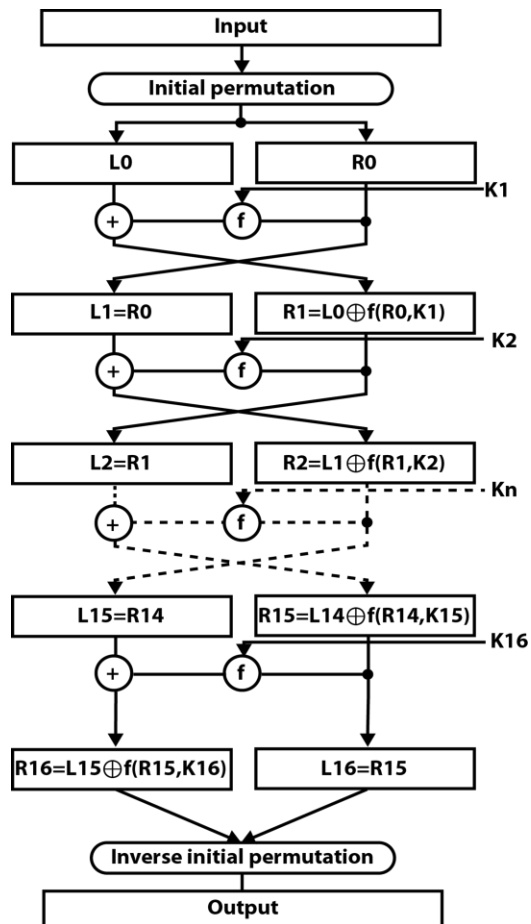 Input
Initial permutation
L0
R0
K1
+
f
L1=R0
R1=L0⊕f(R0,K1)
K2
+
f
L2=R1
R2=L1⊕f(R1,K2)
Kn
+
f
L15=R14
R15=L14⊕f(R14,K15)
K16
+
f
R16=L15⊕f(R15,K16)
L16=R15
Inverse initial permutation
Output